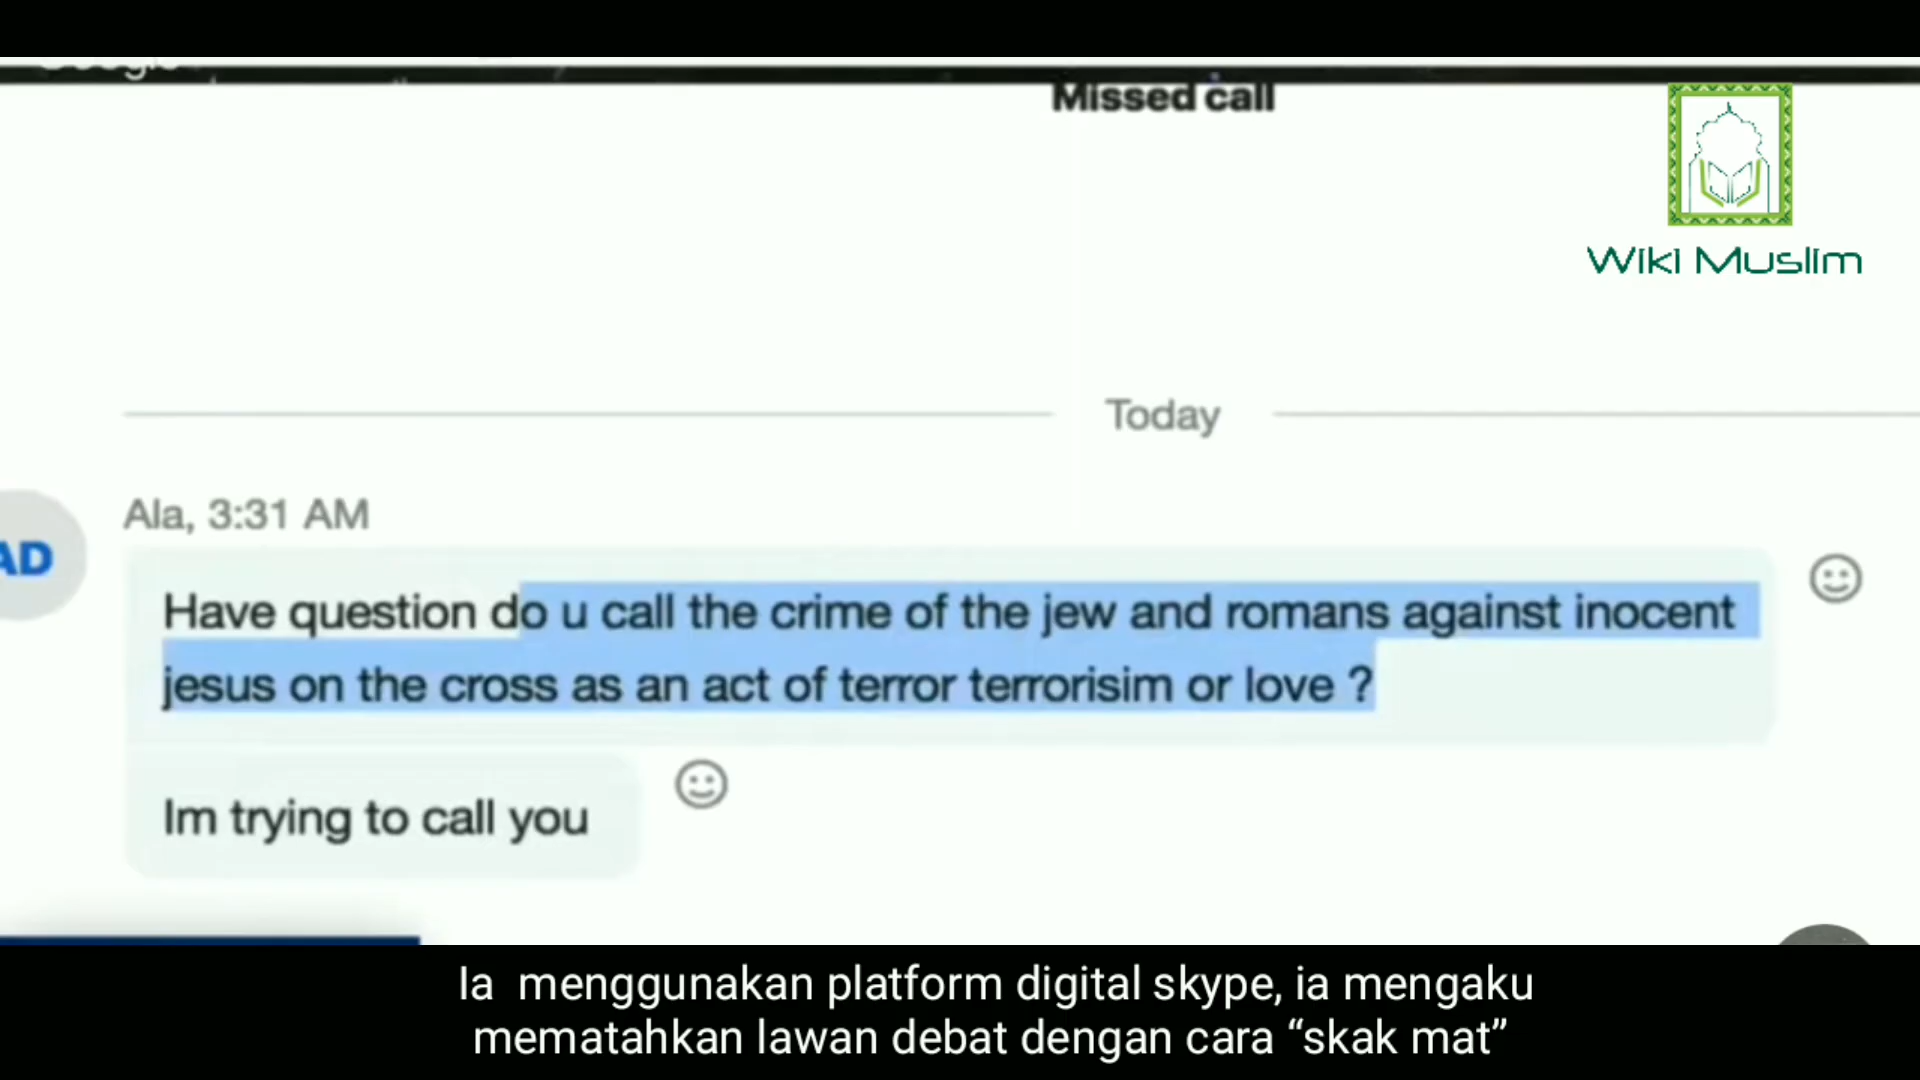 Missed call
Wiki Muslim
Today
Ala, 3:31 AM
AD
Have question do u call the crime of the jew and romans against inocent
jesus on the cross as an act of terror terrorisim or love ?
Im trying to call you
Ia menggunakan platform digital skype, ia mengaku
mematahkan lawan debat dengan cara “skak mat”